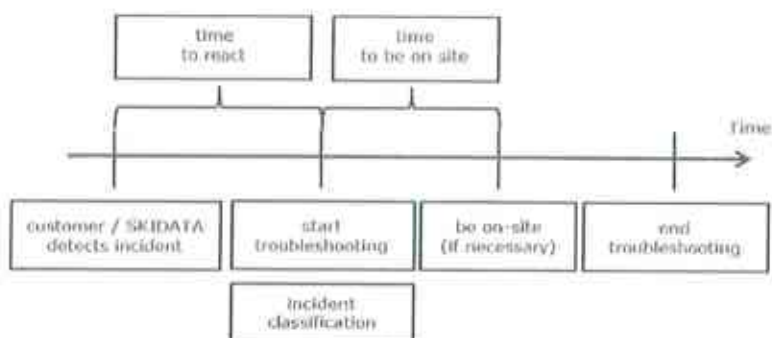 time
to react
time
to be on site
Time
customer / SKIDATA
detects incident
start
troubleshooting
be on-site
(if necessary)
end
troubleshooting
Incident
classification